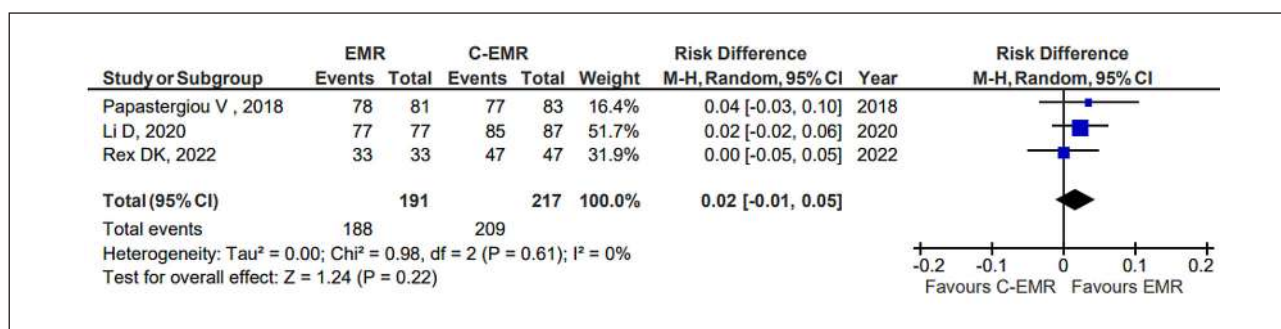 EMR C-EMR Risk Difference Risk Difference
Study or Subgroup Events Total Events Total Weight M-H, Random, 95% CI Year M-H, Random, 95% CI
Papastergiou V , 2018 78 81 77 83 16.4% 0.04 [-0.03, 0.10] 2018
Li D, 2020 77 77 85 87 51.7% 0.02 [-0.02, 0.06] 2020
Rex DK, 2022 33 33 47 47 31.9% 0.00 [-0.05, 0.05] 2022
Total (95% CI) 191 217 100.0% 0.02 [-0.01, 0.05]
Total events 188 209
Heterogeneity: Tau² = 0.00; Chi² = 0.98, df = 2 (P = 0.61); I² = 0%
Test for overall effect: Z = 1.24 (P = 0.22)
-0.2 -0.1 0 0.1 0.2
Favours C-EMR Favours EMR